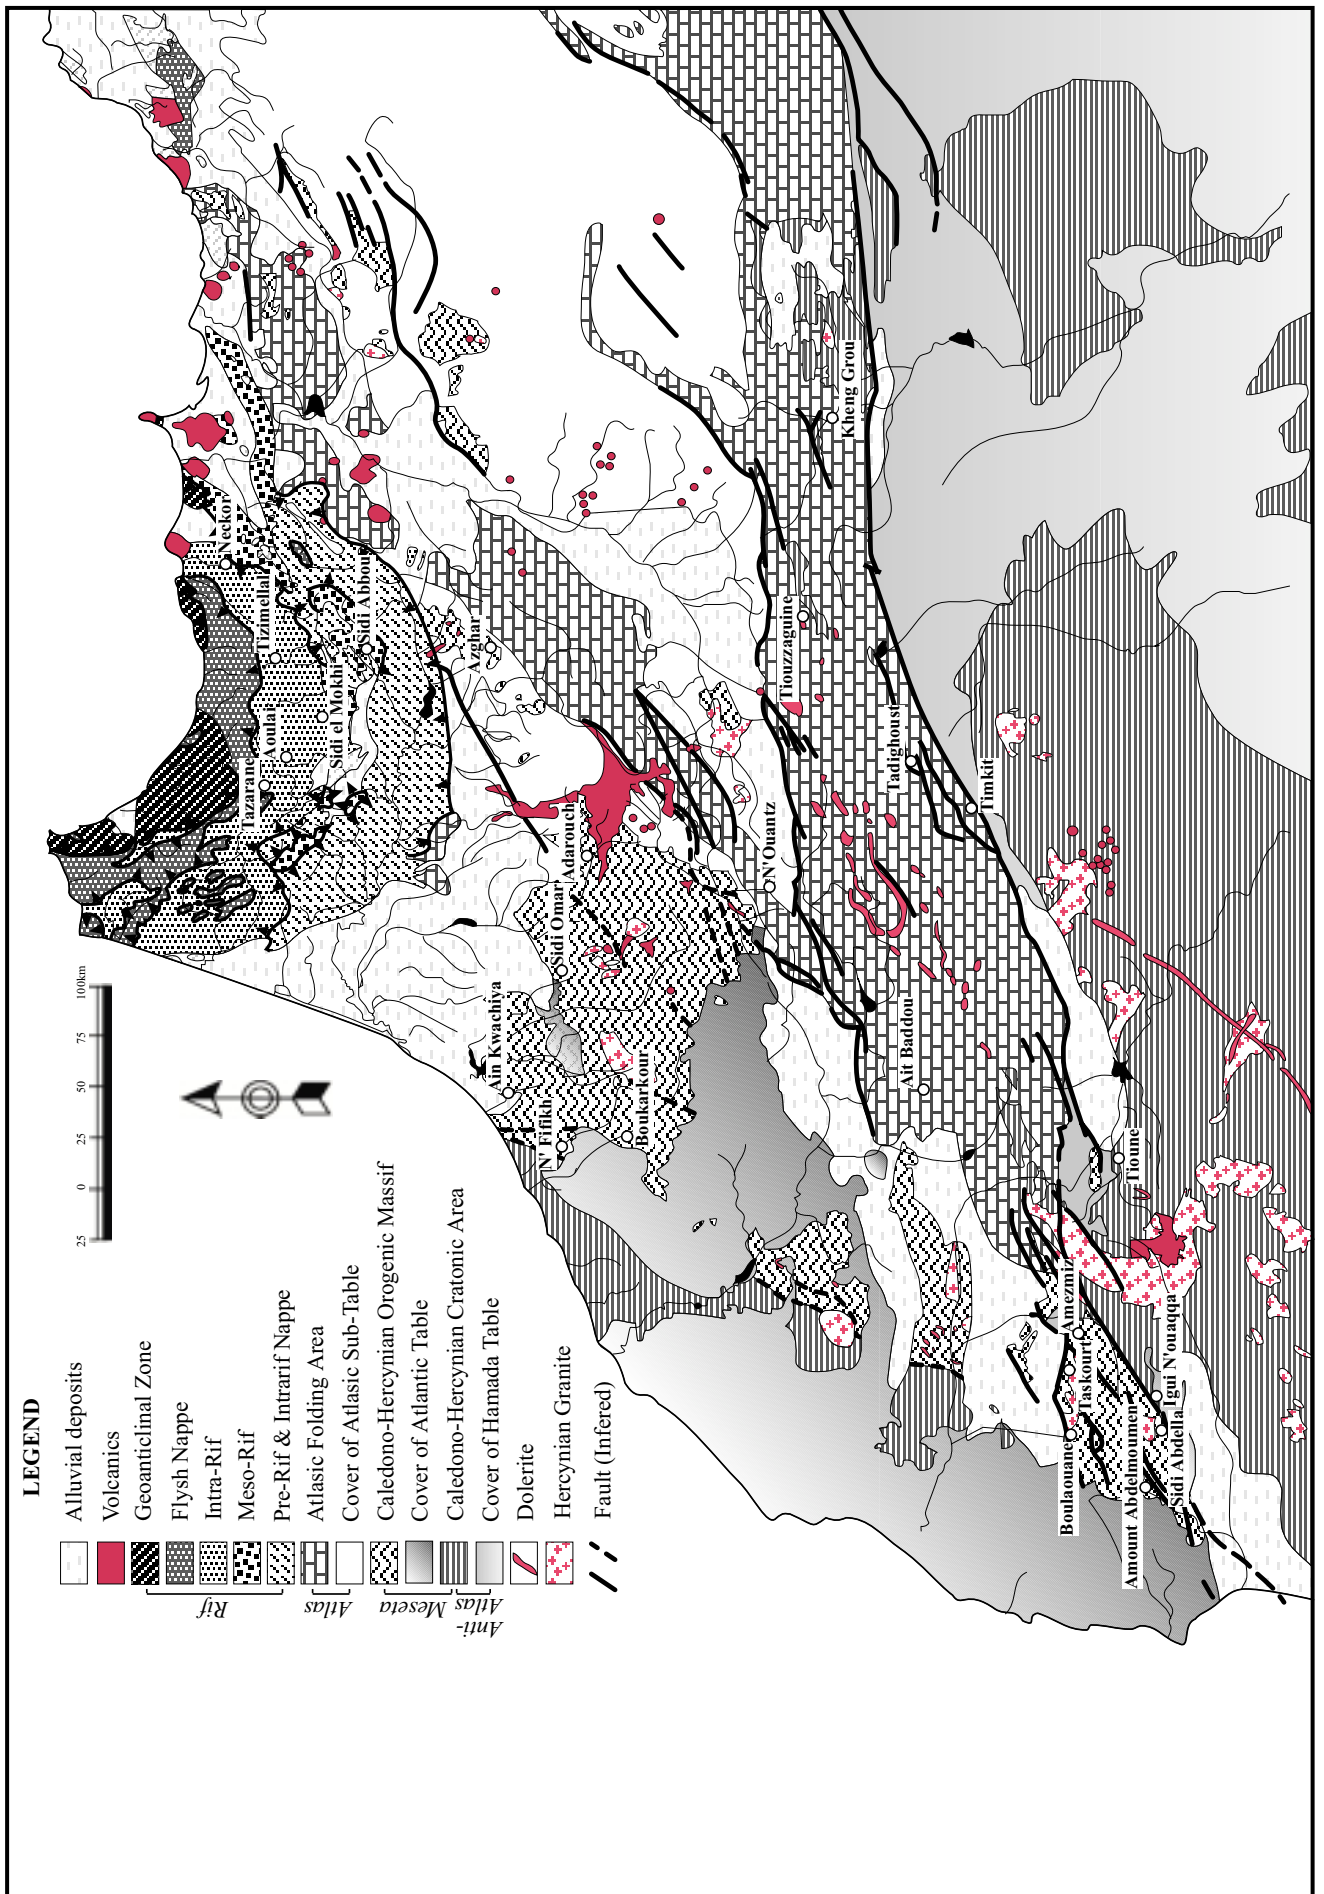 LEGEND
Alluvial deposits
Volcanics
Geoanticlinal Zone
Flysh Nappe
Intra-Rif
Meso-Rif
Pre-Rif & Intrarif Nappe
Atlasic Folding Area
Cover of Atlasic Sub-Table
Caledono-Hercynian Orogenic Massif
Cover of Atlantic Table
Caledono-Hercynian Cratonic Area
Cover of Hamada Table
Dolerite
Hercynian Granite
Fault (Infered)
Rif
Atlas
Meseta
Anti-
Atlas
25
0
25
50
75
100km
Neckor
Tizimellal
Aoulai
Tazarane
Sidi el Mokhi
Sidi Abbou
Azghar
Adarouch
Sidi Omar
Ain Kwachiya
2
N' Fifikh
Boukarkour
N'Ouantz
Tiouzzaguine
Kheng Grou
Tadighoust
Timkit
Ait Baddou
Tioune
Amezmiz
Taskourt
Boulaouane
Igui N'ouaqqa
Sidi Abdella
Amount Abdelmoumen